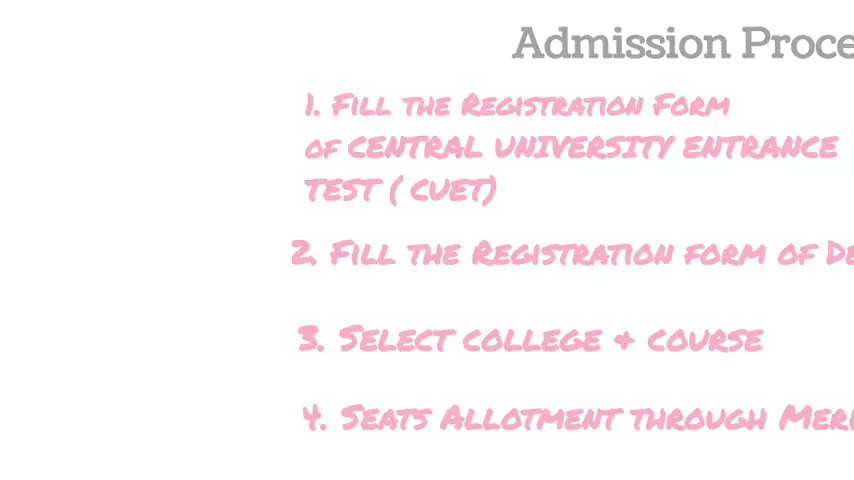 Admission Proce
1. Fill the Registration Form
of CENTRAL UNIVERSITY ENTRANCE
TEST ( CUET)
2. Fill the Registration form of De
3. Select college & course
4. Seats Allotment through Meri